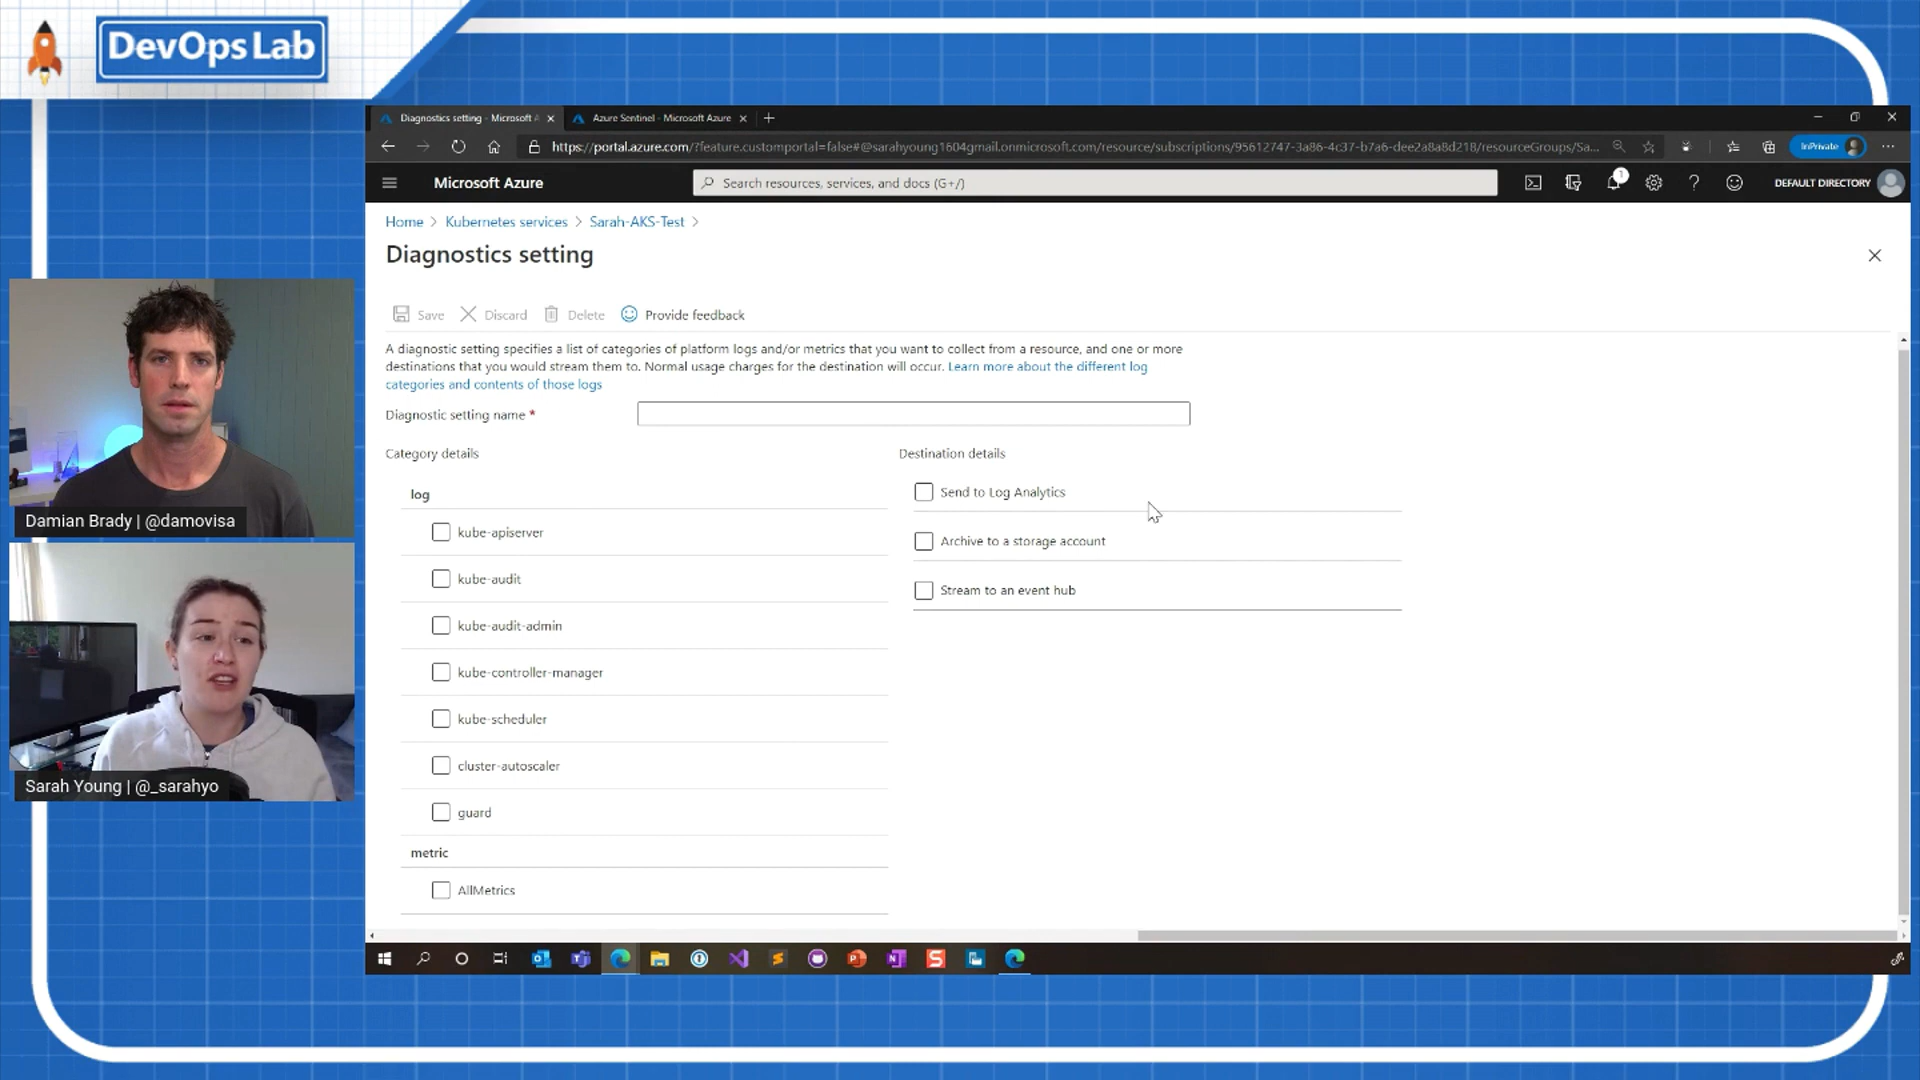 DevOps Lab
Diagnostics setting - Microsoft A
Azure Sentinel - Microsoft Azure
https://portal.azure.com/?feature.customportal=false#@sarahyoung1604gmail.onmicrosoft.com/resource/subscriptions/95612747-3a86-4c37-b7a6-dee2a8a8d218/resourceGroups/Sa...
InPrivate
Microsoft Azure
Search resources, services, and docs (G+/)
1
DEFAULT DIRECTORY
Home > Kubernetes services > Sarah-AKS-Test >
Diagnostics setting
Save
Discard
Delete
Provide feedback
A diagnostic setting specifies a list of categories of platform logs and/or metrics that you want to collect from a resource, and one or more
destinations that you would stream them to. Normal usage charges for the destination will occur. Learn more about the different log
categories and contents of those logs
Diagnostic setting name *
Category details
log
kube-apiserver
kube-audit
kube-audit-admin
kube-controller-manager
kube-scheduler
cluster-autoscaler
guard
metric
AllMetrics
Destination details
Send to Log Analytics
Archive to a storage account
Stream to an event hub
Damian Brady | @damovisa
Sarah Young | @_sarahyo